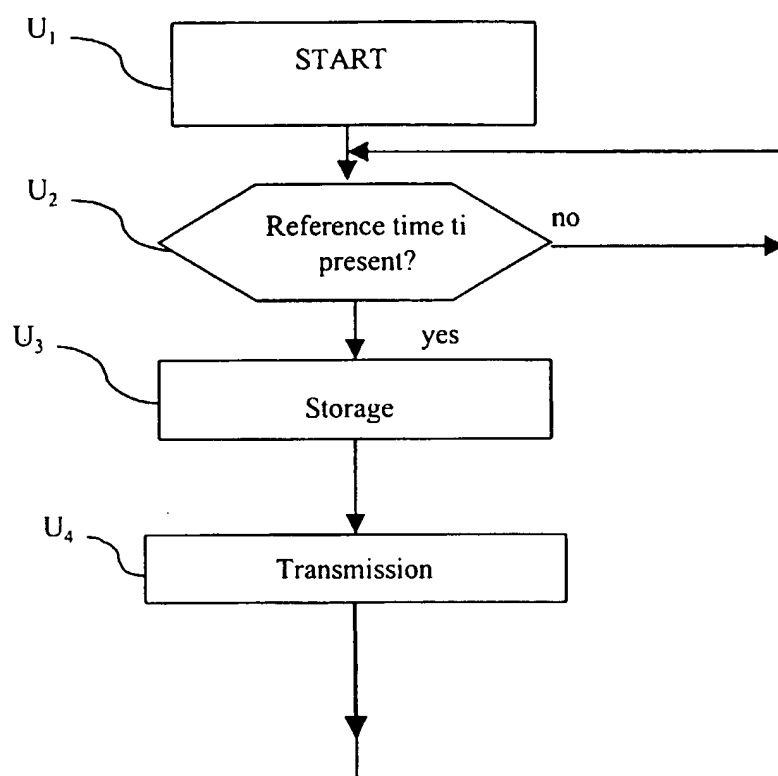 U1
START
U2
Reference time ti
present?
no
yes
U3
Storage
U4
Transmission